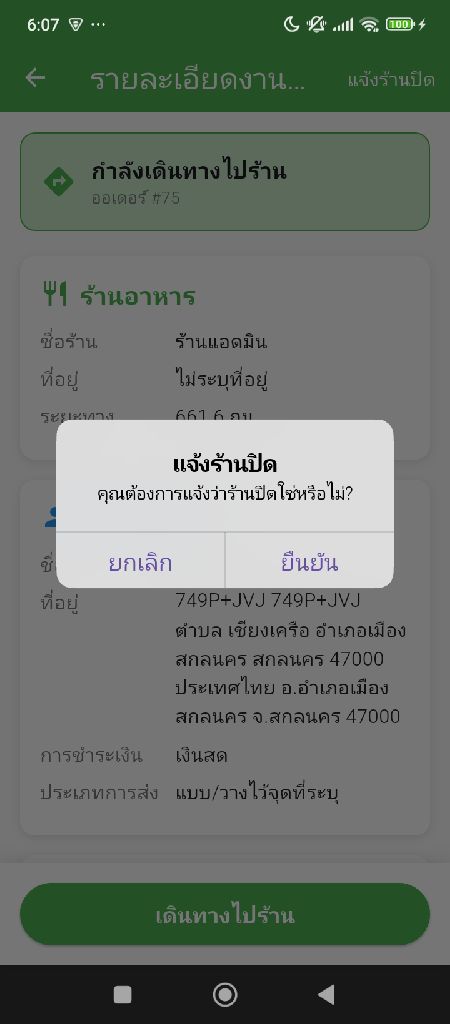 6:07
100
รายละเอียดงาน...
แจ้งร้านปิด
กำลังเดินทางไปร้าน
ออเดอร์ #75
ร้านอาหาร
ชื่อร้าน ร้านแอดมิน
ที่อยู่ ไม่ระบุที่อยู่
ระยะทาง 661.6 กม.
แจ้งร้านปิด
คุณต้องการแจ้งว่าร้านปิดใช่หรือไม่?
ยกเลิก ยืนยัน
ที่อยู่ 749P+JVJ 749P+JVJ
ตำบล เชียงเครือ อำเภอเมือง
สกลนคร สกลนคร 47000
ประเทศไทย อ.อำเภอเมือง
สกลนคร จ.สกลนคร 47000
การชำระเงิน เงินสด
ประเภทการส่ง แบบ/วางไว้จุดที่ระบุ
เดินทางไปร้าน